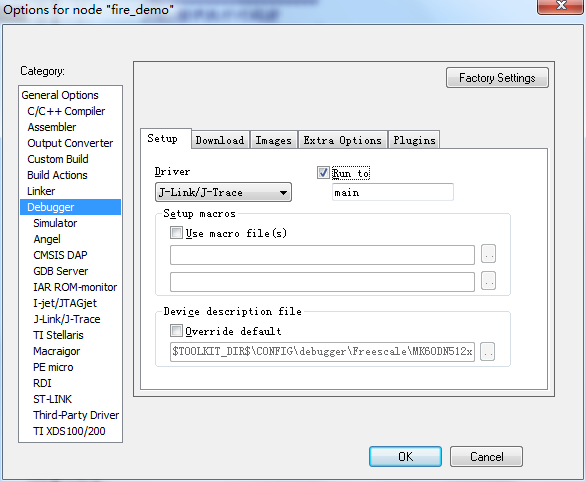 Options for node "fire_demo"
Category:
Factory Settings
General Options
C/C++ Compiler
Assembler
Output Converter
Custom Build
Build Actions
Linker
Debugger
Simulator
Angel
CMSIS DAP
GDB Server
IAR ROM-monitor
I-jet/JTAGjet
J-Link/J-Trace
TI Stellaris
Macraigor
PE micro
RDI
ST-LINK
Third-Party Driver
TI XDS100/200
Setup Download Images Extra Options Plugins
Driver
Run to
J-Link/J-Trace
main
Setup macros
Use macro file(s)
..
..
Device description file
Override default
$TOOLKIT_DIR$\CONFIG\debugger\Freescale\MK60DN512x
..
OK Cancel